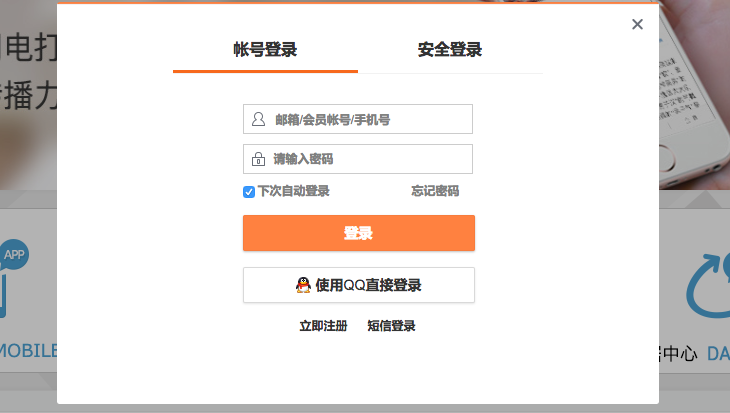 帐号登录
安全登录
邮箱/会员帐号/手机号
请输入密码
下次自动登录
忘记密码
登录
使用QQ直接登录
立即注册
短信登录
电打
播力
APP
MOBILE
中心 DA